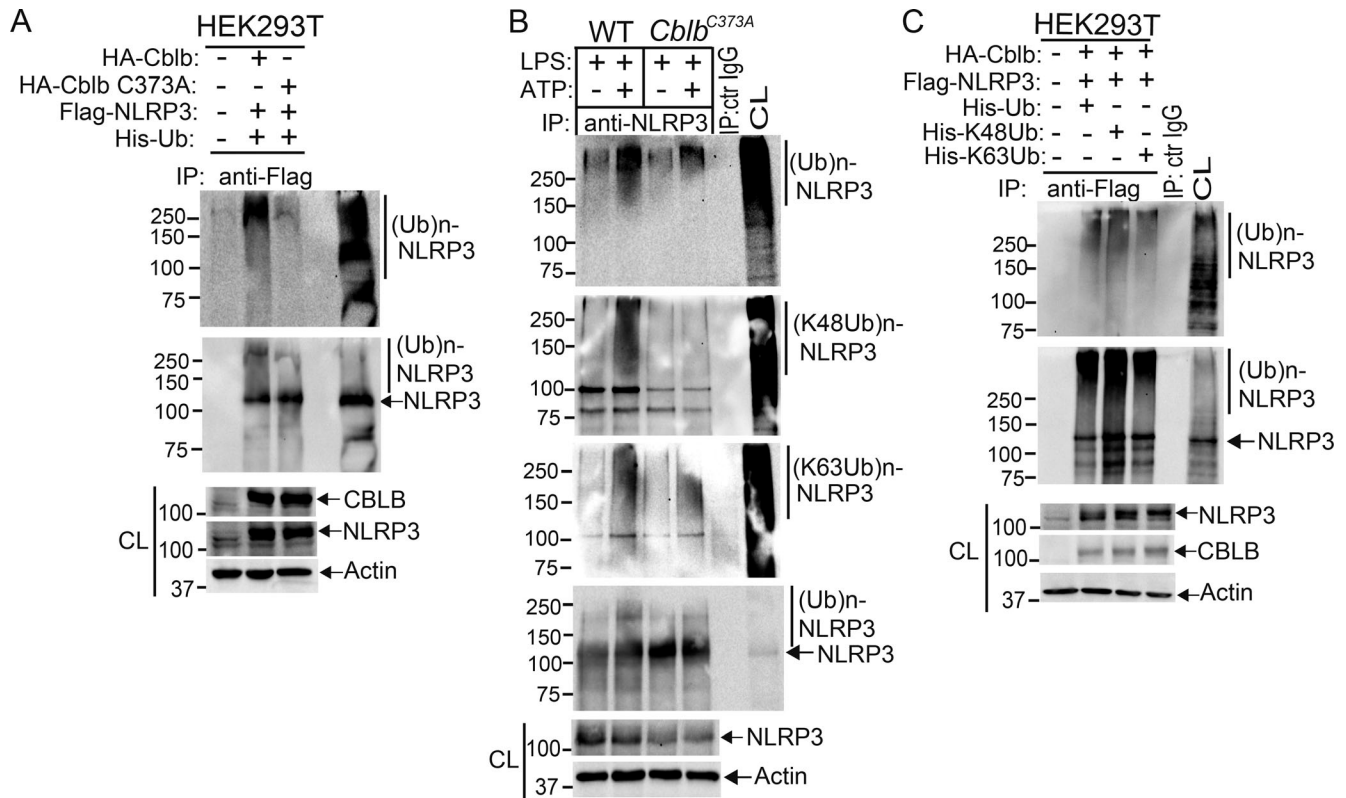 A
HEK293T
HA-Cblb: - + -
HA-Cblb C373A: - - +
Flag-NLRP3: - + +
His-Ub: - + +
IP: anti-Flag
250
150
100
75
(Ub)n-
NLRP3
250
150
100
75
(Ub)n-
NLRP3
NLRP3
CL
100
CBLB
100
NLRP3
37
Actin
B
WT Cblb^C373A
LPS: + + + +
ATP: - + - +
IP: anti-NLRP3
IP:ctr IgG
CL
250
150
100
75
(Ub)n-
NLRP3
250
150
100
75
(K48Ub)n-
NLRP3
250
150
100
75
(K63Ub)n-
NLRP3
250
150
100
75
(Ub)n-
NLRP3
NLRP3
CL
100
NLRP3
37
Actin
C
HEK293T
HA-Cblb: - + + +
Flag-NLRP3: - + + +
His-Ub: - + - -
His-K48Ub: - - + -
His-K63Ub: - - - +
IP: anti-Flag
IP: ctr IgG
CL
250
150
100
75
(Ub)n-
NLRP3
250
150
100
75
(Ub)n-
NLRP3
NLRP3
CL
100
NLRP3
100
CBLB
37
Actin